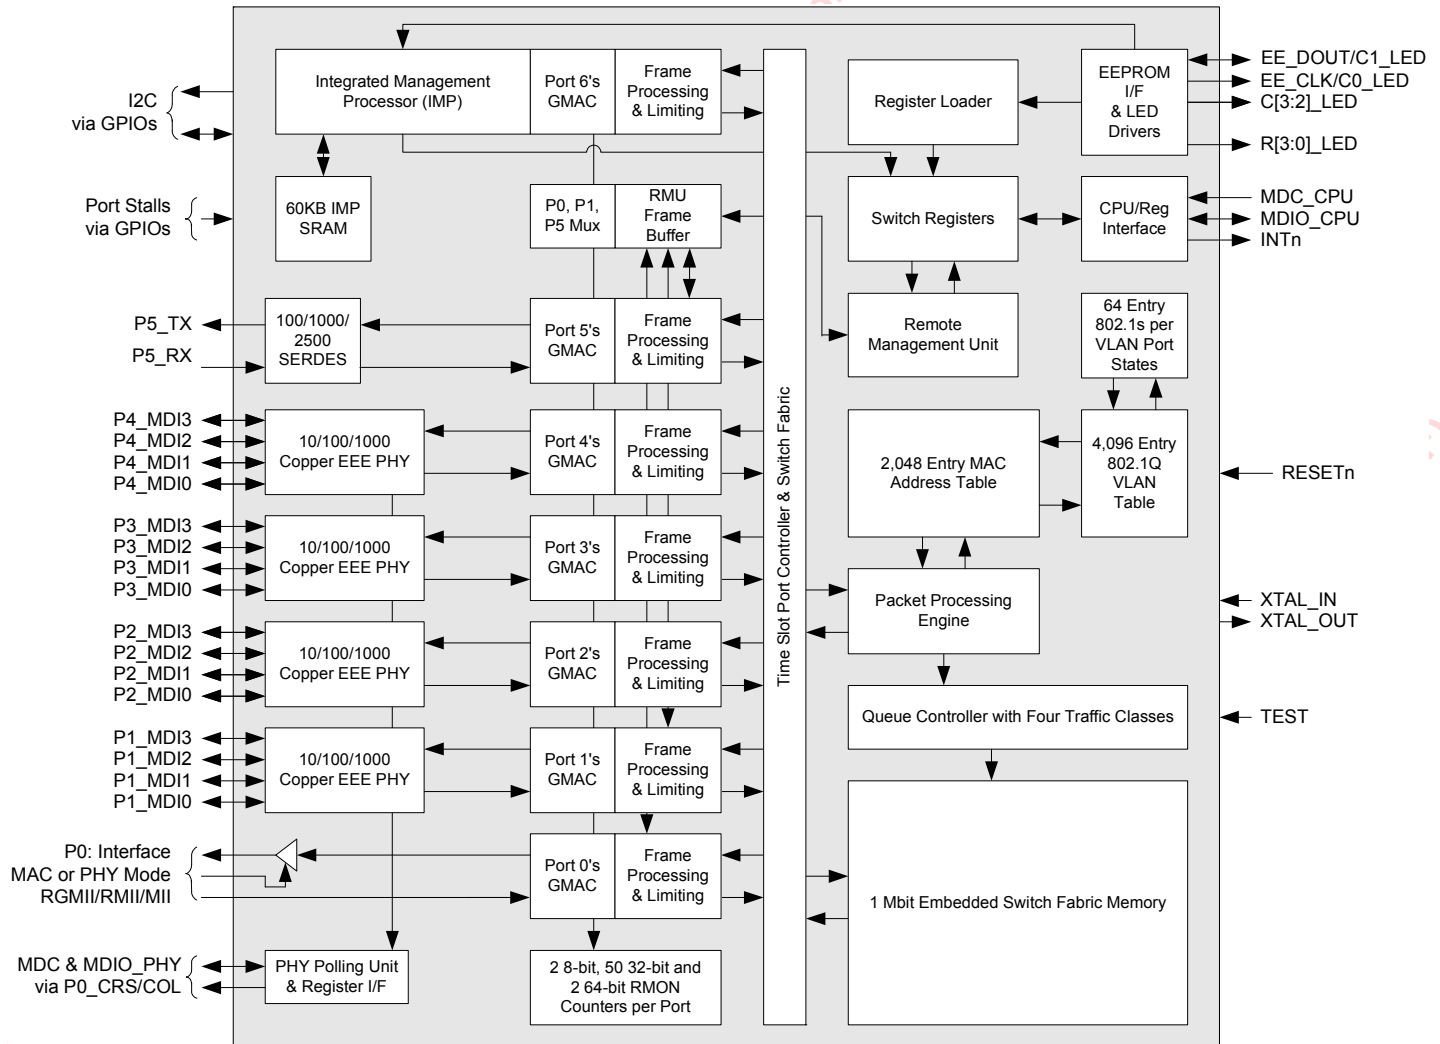 I2C
via GPIOs
Port Stalls
via GPIOs
P5_TX
P5_RX
P4_MDI3
P4_MDI2
P4_MDI1
P4_MDI0
P3_MDI3
P3_MDI2
P3_MDI1
P3_MDI0
P2_MDI3
P2_MDI2
P2_MDI1
P2_MDI0
P1_MDI3
P1_MDI2
P1_MDI1
P1_MDI0
P0: Interface
MAC or PHY Mode
RGMII/RMII/MII
MDC & MDIO_PHY
via P0_CRS/COL
Integrated Management
Processor (IMP)
60KB IMP
SRAM
100/1000/
2500
SERDES
10/100/1000
Copper EEE PHY
10/100/1000
Copper EEE PHY
10/100/1000
Copper EEE PHY
10/100/1000
Copper EEE PHY
PHY Polling Unit
& Register I/F
Port 6's
GMAC
Frame
Processing
& Limiting
P0, P1,
P5 Mux
RMU
Frame
Buffer
Port 5's
GMAC
Frame
Processing
& Limiting
Port 4's
GMAC
Frame
Processing
& Limiting
Port 3's
GMAC
Frame
Processing
& Limiting
Port 2's
GMAC
Frame
Processing
& Limiting
Port 1's
GMAC
Frame
Processing
& Limiting
Port 0's
GMAC
Frame
Processing
& Limiting
2 8-bit, 50 32-bit and
2 64-bit RMON
Counters per Port
Time Slot Port Controller & Switch Fabric
Register Loader
Switch Registers
Remote
Management Unit
2,048 Entry MAC
Address Table
Packet Processing
Engine
Queue Controller with Four Traffic Classes
1 Mbit Embedded Switch Fabric Memory
EEPROM
I/F
& LED
Drivers
CPU/Reg
Interface
64 Entry
802.1s per
VLAN Port
States
4,096 Entry
802.1Q
VLAN
Table
EE_DOUT/C1_LED
EE_CLK/C0_LED
C[3:2]_LED
R[3:0]_LED
MDC_CPU
MDIO_CPU
INTn
RESETn
XTAL_IN
XTAL_OUT
TEST